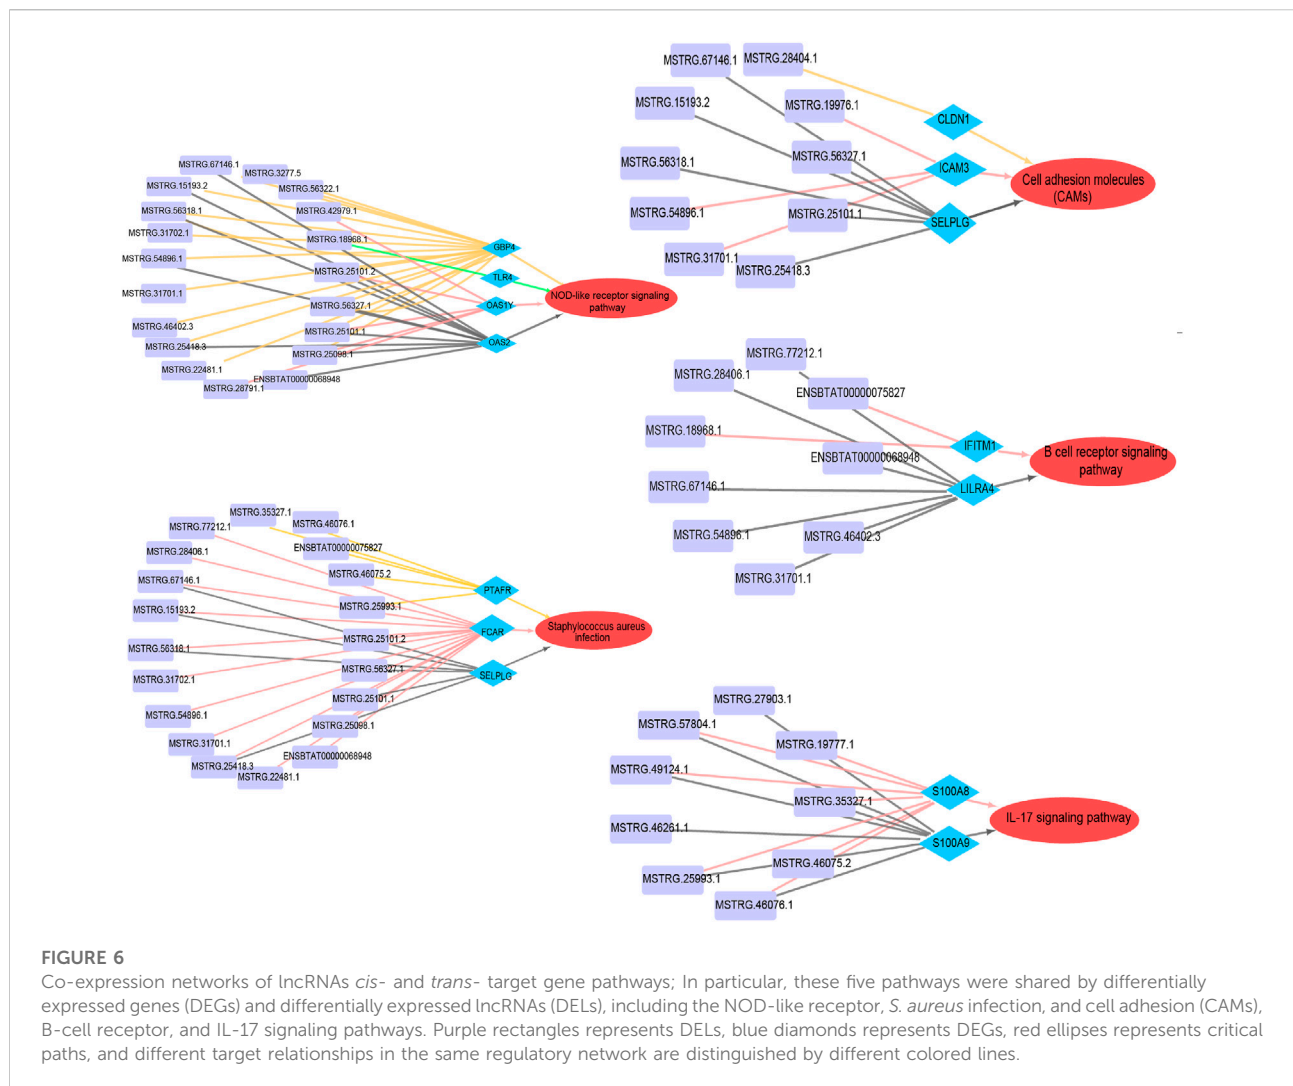 MSTRG.67146.1
MSTRG.3277.5
MSTRG.15193.2
MSTRG.56322.1
MSTRG.56318.1
MSTRG.42979.1
MSTRG.31702.1
MSTRG.18968.1
MSTRG.54896.1
MSTRG.25101.2
MSTRG.31701.1
MSTRG.56327.1
MSTRG.46402.3
MSTRG.25101.1
MSTRG.25418.3
MSTRG.25098.1
MSTRG.22481.1
MSTRG.28791.1
ENSBTAT00000068948
GBP4
TLR4
OAS1Y
OAS2
NOD-like receptor signaling
pathway
MSTRG.67146.1
MSTRG.28404.1
MSTRG.15193.2
MSTRG.19976.1
MSTRG.56318.1
MSTRG.56327.1
MSTRG.54896.1
MSTRG.25101.1
MSTRG.31701.1
MSTRG.25418.3
CLDN1
ICAM3
SELPLG
Cell adhesion molecules
(CAMs)
MSTRG.77212.1
MSTRG.28406.1
ENSBTAT00000075827
MSTRG.18968.1
ENSBTAT00000068948
MSTRG.67146.1
MSTRG.54896.1
MSTRG.46402.3
MSTRG.31701.1
IFITM1
LILRA4
B cell receptor signaling
pathway
MSTRG.35327.1
MSTRG.77212.1
MSTRG.46076.1
MSTRG.28406.1
ENSBTAT00000075827
MSTRG.67146.1
MSTRG.46075.2
MSTRG.15193.2
MSTRG.25993.1
MSTRG.56318.1
MSTRG.25101.2
MSTRG.31702.1
MSTRG.56327.1
MSTRG.54896.1
MSTRG.25101.1
MSTRG.31701.1
MSTRG.25098.1
MSTRG.25418.3
ENSBTAT00000068948
MSTRG.22481.1
PTAFR
FCAR
SELPLG
Staphylococcus aureus
infection
MSTRG.27903.1
MSTRG.57804.1
MSTRG.19777.1
MSTRG.49124.1
MSTRG.35327.1
MSTRG.46261.1
MSTRG.46075.2
MSTRG.25993.1
MSTRG.46076.1
S100A8
S100A9
IL-17 signaling pathway
FIGURE 6
Co-expression networks of lncRNAs cis- and trans- target gene pathways; In particular, these five pathways were shared by differentially
expressed genes (DEGs) and differentially expressed lncRNAs (DELs), including the NOD-like receptor, S. aureus infection, and cell adhesion (CAMs),
B-cell receptor, and IL-17 signaling pathways. Purple rectangles represents DELs, blue diamonds represents DEGs, red ellipses represents critical
paths, and different target relationships in the same regulatory network are distinguished by different colored lines.